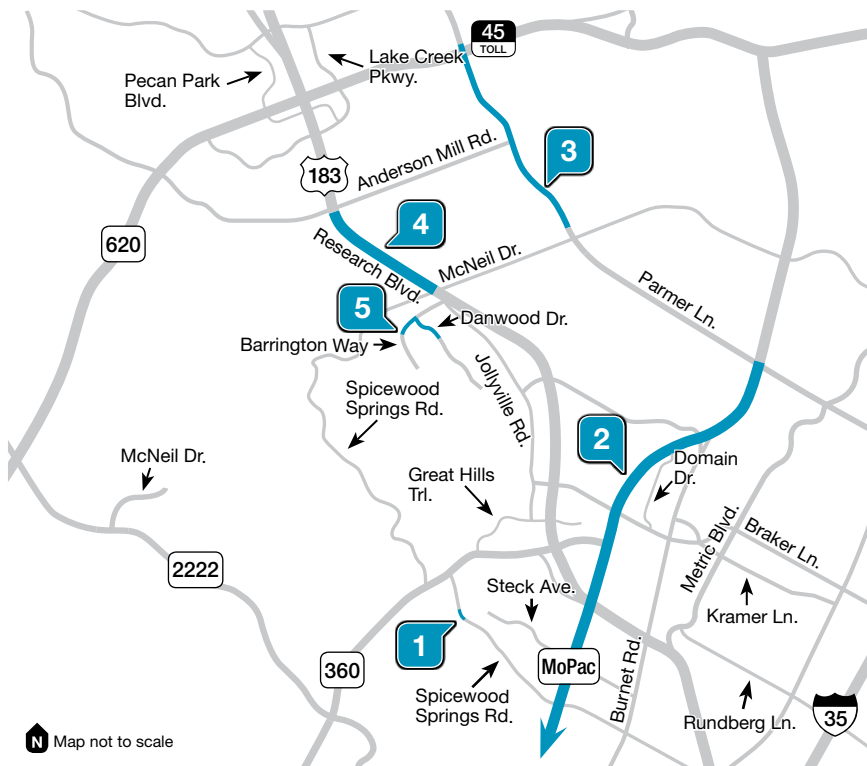 45
TOLL
Lake Creek
Pkwy.
Pecan Park
Blvd.
3
Anderson Mill Rd.
183
4
620
Research Blvd.
McNeil Dr.
Parmer Ln.
5
Danwood Dr.
Barrington Way
Jollyville Rd.
Spicewood
Springs Rd.
2
McNeil Dr.
Domain
Dr.
Great Hills
Trl.
Metric Blvd.
Braker Ln.
2222
Steck Ave.
Kramer Ln.
1
360
MoPac
Burnet Rd.
Spicewood
Springs Rd.
Rundberg Ln.
35
N Map not to scale